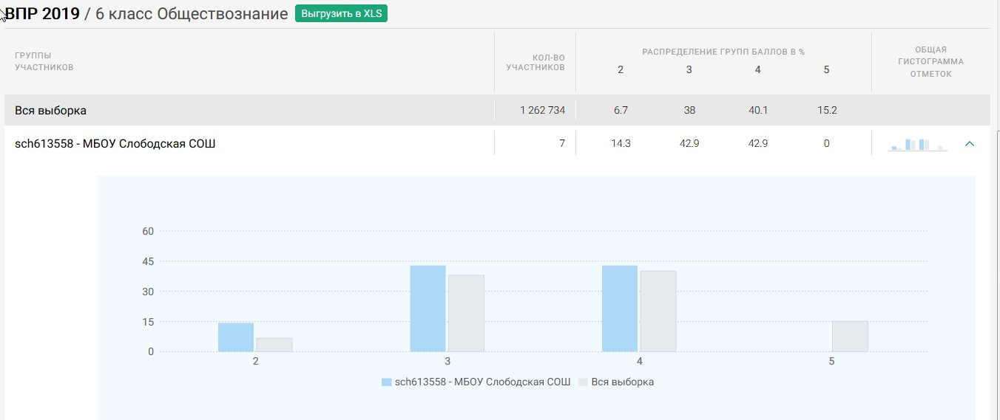 ВПР 2019 / 6 класс Обществознание Выгрузить в XLS
ГРУППЫ
УЧАСТНИКОВ
КОЛ-ВО
УЧАСТНИКОВ
РАСПРЕДЕЛЕНИЕ ГРУПП БАЛЛОВ В %
2 3 4 5
ОБЩАЯ
ГИСТОГРАММА
ОТМЕТОК
Вся выборка 1 262 734 6.7 38 40.1 15.2
sch613558 - МБОУ Слободская СОШ 7 14.3 42.9 42.9 0
60
45
30
15
0
2 3 4 5
sch613558 - МБОУ Слободская СОШ Вся выборка